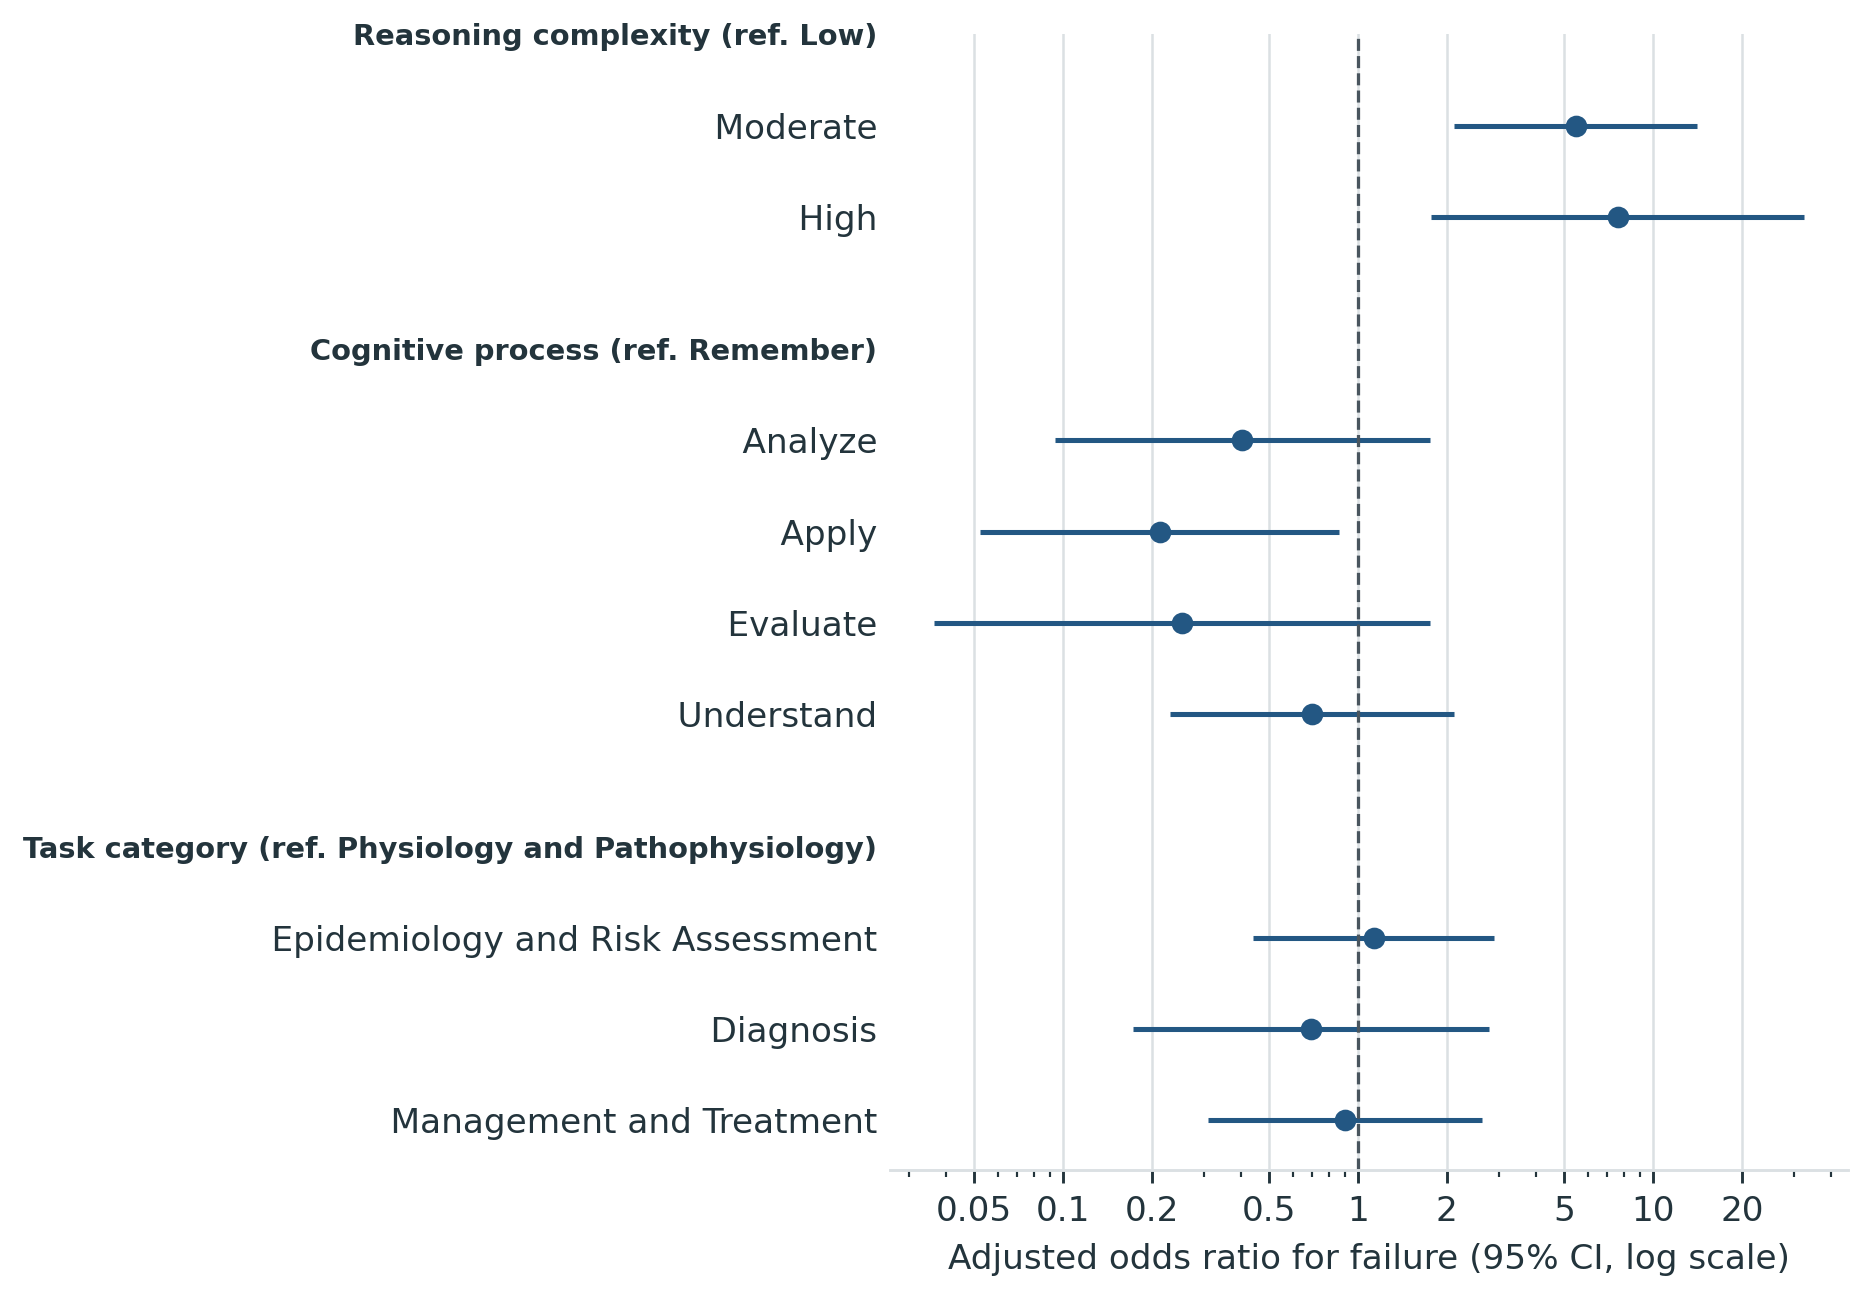 Reasoning complexity (ref. Low)
Moderate
High
Cognitive process (ref. Remember)
Analyze
Apply
Evaluate
Understand
Task category (ref. Physiology and Pathophysiology)
Epidemiology and Risk Assessment
Diagnosis
Management and Treatment
0.05 0.1 0.2 0.5 1 2 5 10 20
Adjusted odds ratio for failure (95% CI, log scale)